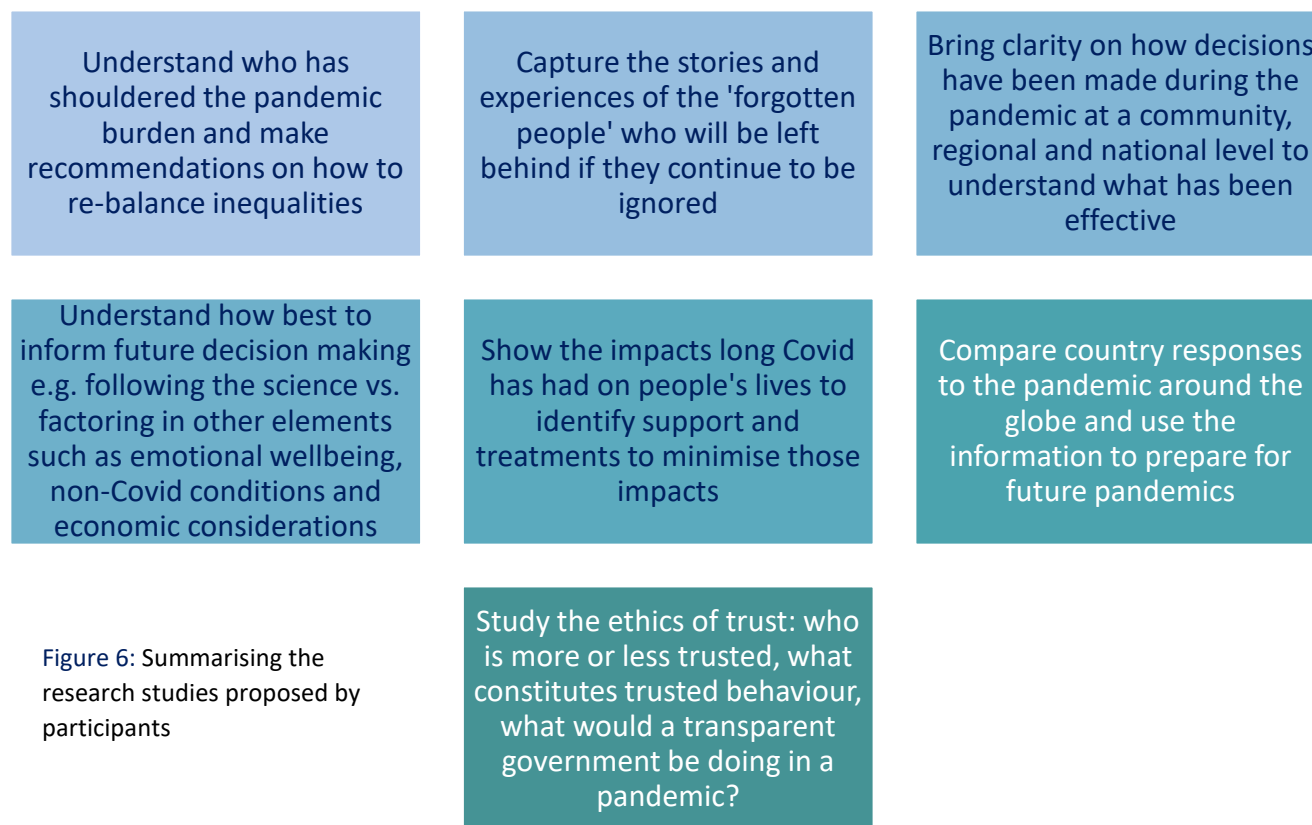 Understand who has
shouldered the pandemic
burden and make
recommendations on how to
re-balance inequalities
Capture the stories and
experiences of the 'forgotten
people' who will be left
behind if they continue to be
ignored
Bring clarity on how decisions
have been made during the
pandemic at a community,
regional and national level to
understand what has been
effective
Understand how best to
inform future decision making
e.g. following the science vs.
factoring in other elements
such as emotional wellbeing,
non-Covid conditions and
economic considerations
Show the impacts long Covid
has had on people's lives to
identify support and
treatments to minimise those
impacts
Compare country responses
to the pandemic around the
globe and use the
information to prepare for
future pandemics
Study the ethics of trust: who
is more or less trusted, what
constitutes trusted behaviour,
what would a transparent
government be doing in a
pandemic?
Figure 6: Summarising the
research studies proposed by
participants